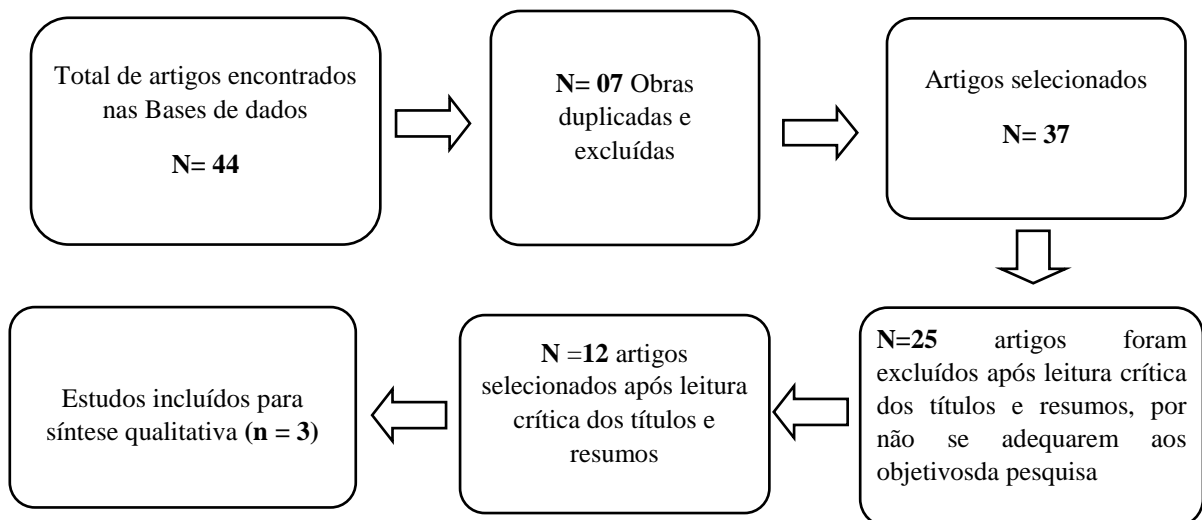 Total de artigos encontrados
nas Bases de dados
N= 44
N= 07 Obras
duplicadas e
excluídas
Artigos selecionados
N= 37
N=25 artigos foram
excluídos após leitura crítica
dos títulos e resumos, por
não se adequarem aos
objetivosda pesquisa
N =12 artigos
selecionados após leitura
crítica dos títulos e
resumos
Estudos incluídos para
síntese qualitativa (n = 3)